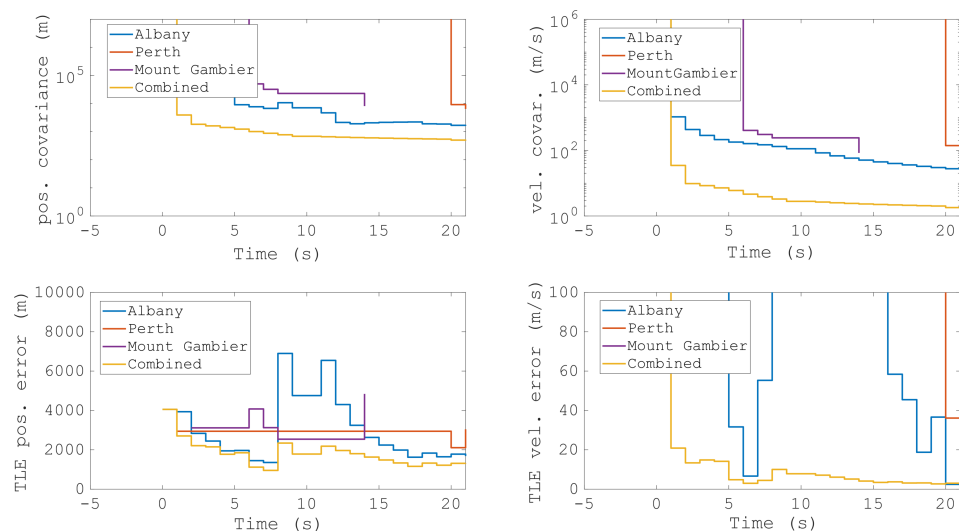 pos. covariance (m)
10^5
10^0
Albany
Perth
Mount Gambier
Combined
-5 0 5 10 15 20
Time (s)
vel. covar. (m/s)
10^6
10^4
10^2
10^0
Albany
Perth
MountGambier
Combined
-5 0 5 10 15 20
Time (s)
TLE pos. error (m)
10000
8000
6000
4000
2000
0
Albany
Perth
Mount Gambier
Combined
-5 0 5 10 15 20
Time (s)
TLE vel. error (m/s)
100
80
60
40
20
0
Albany
Perth
Mount Gambier
Combined
-5 0 5 10 15 20
Time (s)